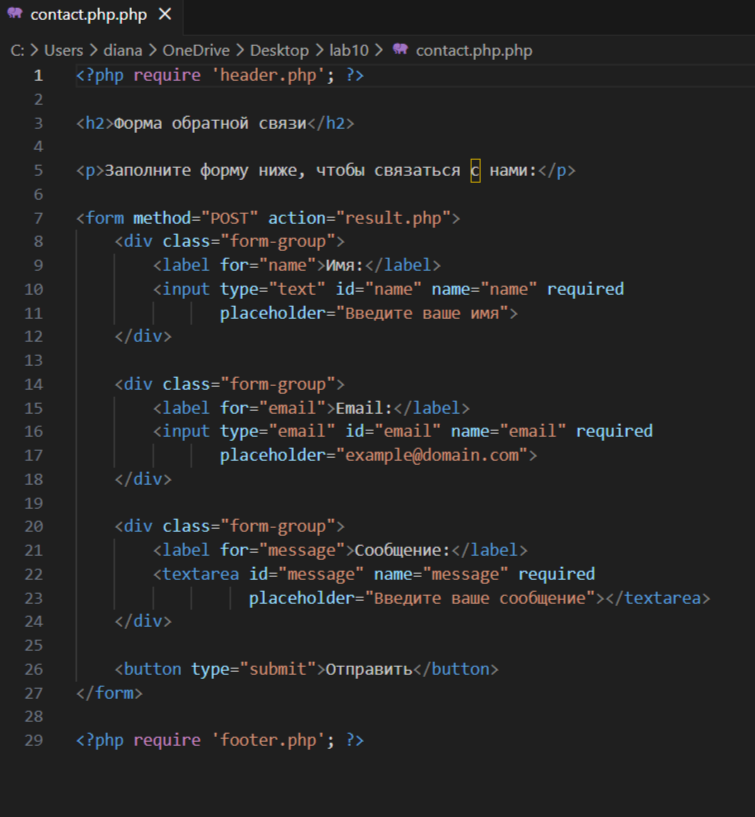 contact.php.php ×
C: > Users > diana > OneDrive > Desktop > lab10 > contact.php.php
1 <?php require 'header.php'; ?>
2
3 <h2>Форма обратной связи</h2>
4
5 <p>Заполните форму ниже, чтобы связаться с нами:</p>
6
7 <form method="POST" action="result.php">
8     <div class="form-group">
9         <label for="name">Имя:</label>
10         <input type="text" id="name" name="name" required
11                placeholder="Введите ваше имя">
12     </div>
13
14     <div class="form-group">
15         <label for="email">Email:</label>
16         <input type="email" id="email" name="email" required
17                placeholder="example@domain.com">
18     </div>
19
20     <div class="form-group">
21         <label for="message">Сообщение:</label>
22         <textarea id="message" name="message" required
23                   placeholder="Введите ваше сообщение"></textarea>
24     </div>
25
26     <button type="submit">Отправить</button>
27 </form>
28
29 <?php require 'footer.php'; ?>